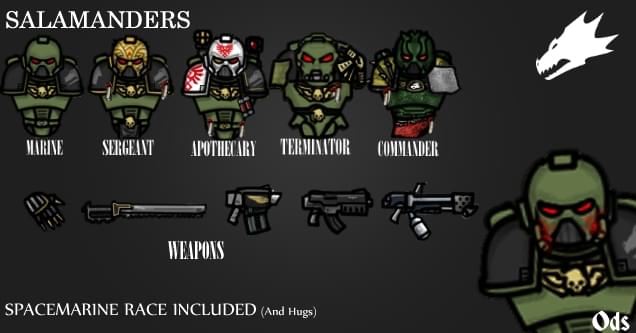 SALAMANDERS
MARINE SERGEANT APOTHECARY TERMINATOR COMMANDER
WEAPONS
SPACEMARINE RACE INCLUDED (And Hugs)
Ods